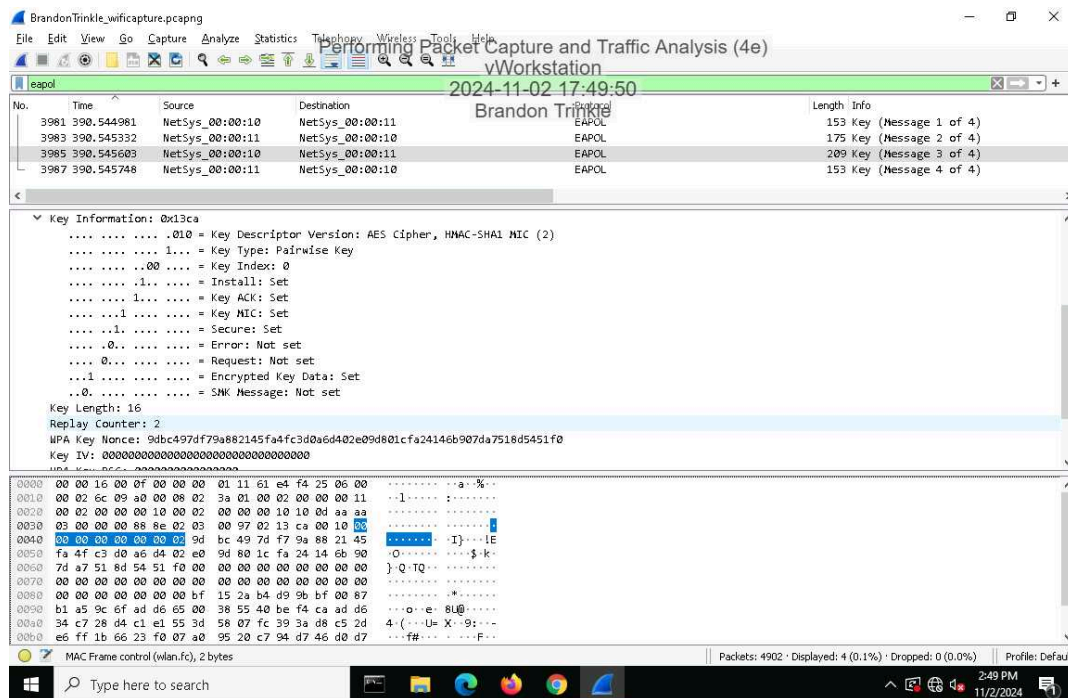 BrandonTrinkle_wificapture.pcapng
File Edit View Go Capture Analyze Statistics Telephony Wireless Tools Help
Performing Packet Capture and Traffic Analysis (4e)
vWorkstation
2024-11-02 17:49:50
Brandon Trinkle
eapol
No. Time Source Destination Protocol Length Info
3981 390.544981 NetSys_00:00:10 NetSys_00:00:11 EAPOL 153 Key (Message 1 of 4)
3983 390.545332 NetSys_00:00:11 NetSys_00:00:10 EAPOL 175 Key (Message 2 of 4)
3985 390.545603 NetSys_00:00:10 NetSys_00:00:11 EAPOL 209 Key (Message 3 of 4)
3987 390.545748 NetSys_00:00:11 NetSys_00:00:10 EAPOL 153 Key (Message 4 of 4)
Key Information: 0x13ca
.... .... .... .010 = Key Descriptor Version: AES Cipher, HMAC-SHA1 MIC (2)
.... .... .... 1... = Key Type: Pairwise Key
.... .... ..00 .... = Key Index: 0
.... .... .1.. .... = Install: Set
.... .... 1... .... = Key ACK: Set
.... ...1 .... .... = Key MIC: Set
.... ..1. .... .... = Secure: Set
.... .0.. .... .... = Error: Not set
.... 0... .... .... = Request: Not set
...1 .... .... .... = Encrypted Key Data: Set
..0. .... .... .... = SMK Message: Not set
Key Length: 16
Replay Counter: 2
WPA Key Nonce: 9dbc497df79a882145fa4fc3d0a6d402e09d801cfa24146b907da7518d5451f0
Key IV: 00000000000000000000000000000000
0000 00 00 16 00 0f 00 00 00 01 11 61 e4 f4 25 06 00 ········ ··a··%··
0010 00 02 6c 09 a0 00 08 02 3a 01 00 02 00 00 00 11 ··l····· :·······
0020 00 02 00 00 00 10 00 02 00 00 00 10 10 0d aa aa ········ ········
0030 03 00 00 00 88 8e 02 03 00 97 02 13 ca 00 10 00 ········ ········
0040 00 00 00 00 00 00 02 9d bc 49 7d f7 9a 88 21 45 ········ ·I}···!E
0050 fa 4f c3 d0 a6 d4 02 e0 9d 80 1c fa 24 14 6b 90 ·O······ ····$·k·
0060 7d a7 51 8d 54 51 f0 00 00 00 00 00 00 00 00 00 }·Q·TQ·· ········
0070 00 00 00 00 00 00 00 00 00 00 00 00 00 00 00 00 ········ ········
0080 00 00 00 00 00 00 00 bf 15 2a b4 d9 9b bf 00 87 ········ ·*······
0090 b1 a5 9c 6f ad d6 65 00 38 55 40 be f4 ca ad d6 ···o··e· 8U@·····
00a0 34 c7 28 d4 c1 e1 55 3d 58 07 fc 39 3a d8 c5 2d 4·(···U= X··9:··-
00b0 e6 ff 1b 66 23 f0 07 a0 95 20 c7 94 d7 46 d0 d7 ···f#··· · ···F··
MAC Frame control (wlan.fc), 2 bytes
Packets: 4902 · Displayed: 4 (0.1%) · Dropped: 0 (0.0%)
Profile: Defau
Type here to search
2:49 PM
11/2/2024